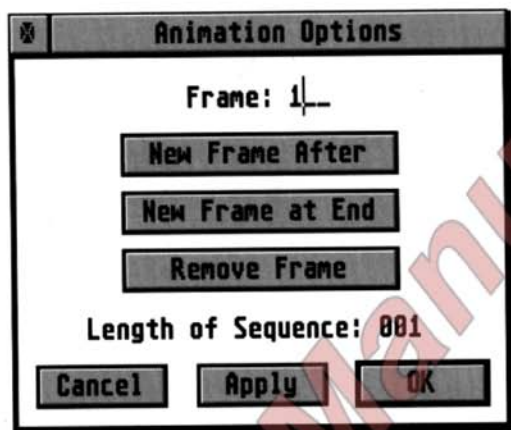 Animation Options
Frame: 1__
New Frame After
New Frame at End
Remove Frame
Length of Sequence: 001
Cancel Apply OK